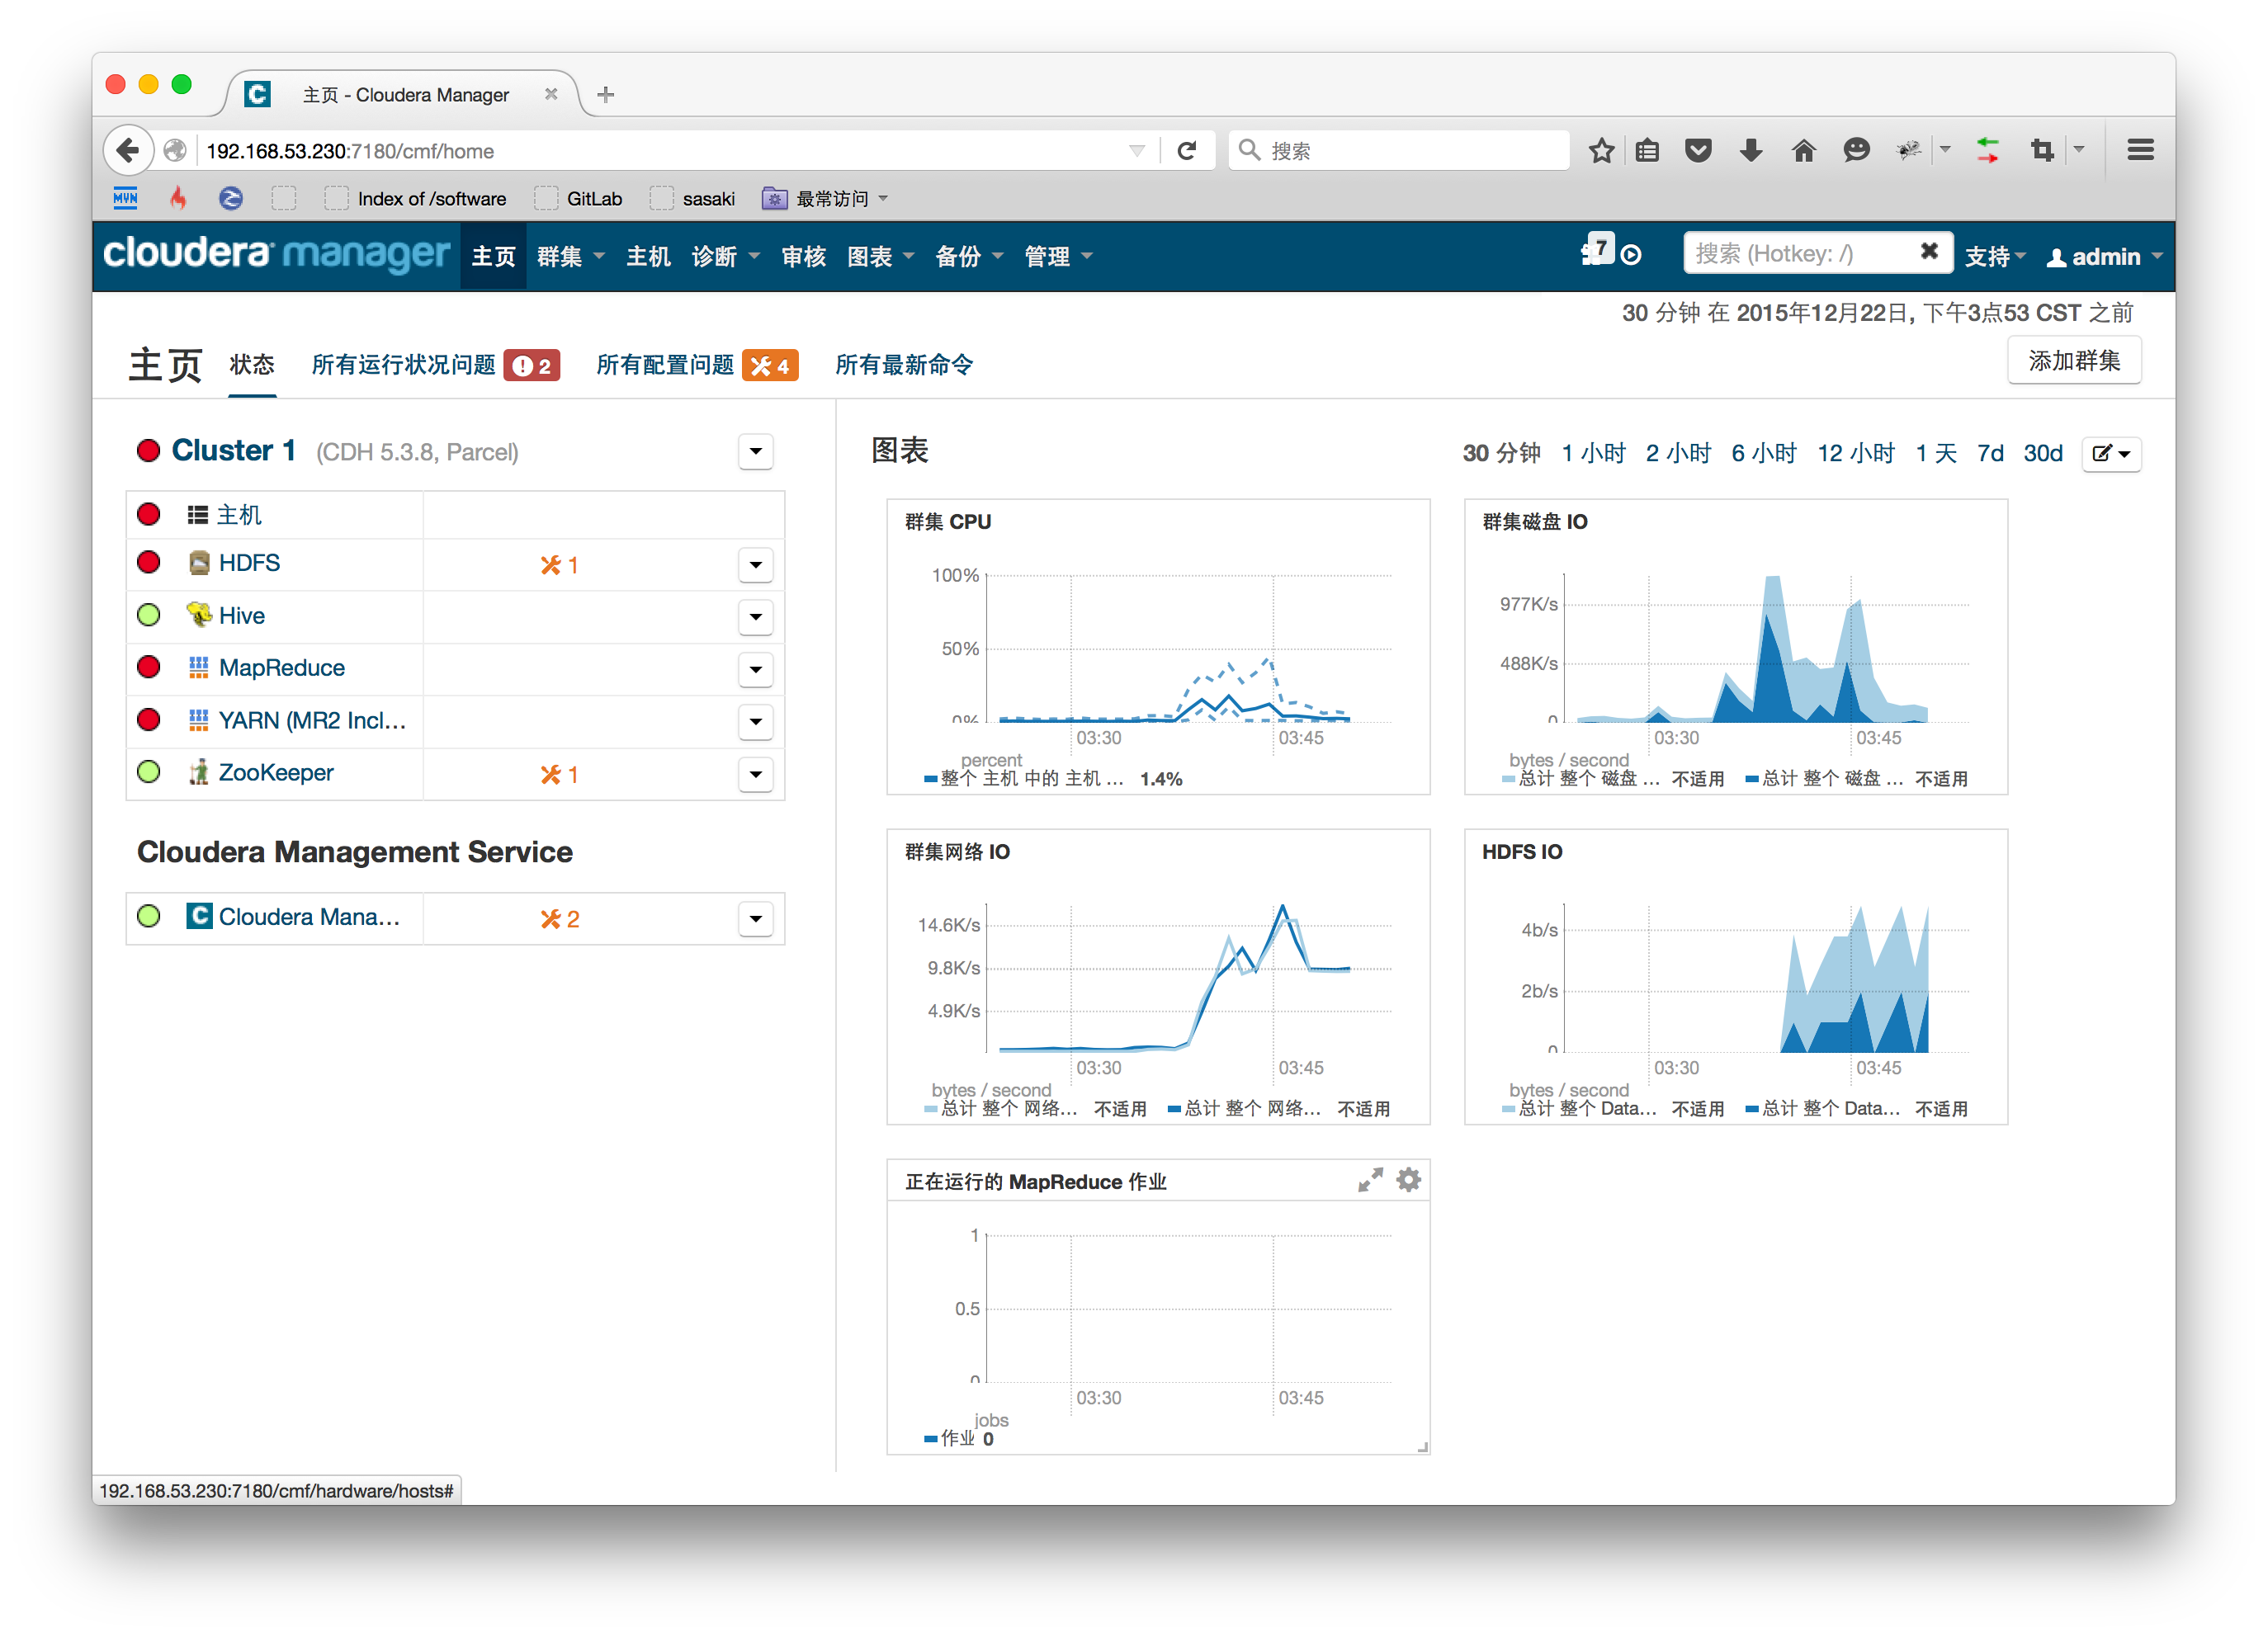 主页 - Cloudera Manager
192.168.53.230:7180/cmf/home
搜索
MVN
Index of /software
GitLab
sasaki
最常访问
cloudera manager
主页
群集
主机
诊断
审核
图表
备份
管理
7
搜索 (Hotkey: /)
支持
admin
30 分钟 在 2015年12月22日, 下午3点53 CST 之前
主页
状态
所有运行状况问题 2
所有配置问题 4
所有最新命令
添加群集
Cluster 1 (CDH 5.3.8, Parcel)
主机
HDFS 1
Hive
MapReduce
YARN (MR2 Incl...
ZooKeeper 1
Cloudera Management Service
Cloudera Mana... 2
图表
30 分钟 1 小时 2 小时 6 小时 12 小时 1 天 7d 30d
群集 CPU
100%
50%
0%
03:30 03:45
percent
整个 主机 中的 主机 ... 1.4%
群集磁盘 IO
977K/s
488K/s
0
03:30 03:45
bytes / second
总计 整个 磁盘 ... 不适用 总计 整个 磁盘 ... 不适用
群集网络 IO
14.6K/s
9.8K/s
4.9K/s
03:30 03:45
bytes / second
总计 整个 网络... 不适用 总计 整个 网络... 不适用
HDFS IO
4b/s
2b/s
0
03:30 03:45
bytes / second
总计 整个 Data... 不适用 总计 整个 Data... 不适用
正在运行的 MapReduce 作业
1
0.5
0
03:30 03:45
jobs
作业 0
192.168.53.230:7180/cmf/hardware/hosts#